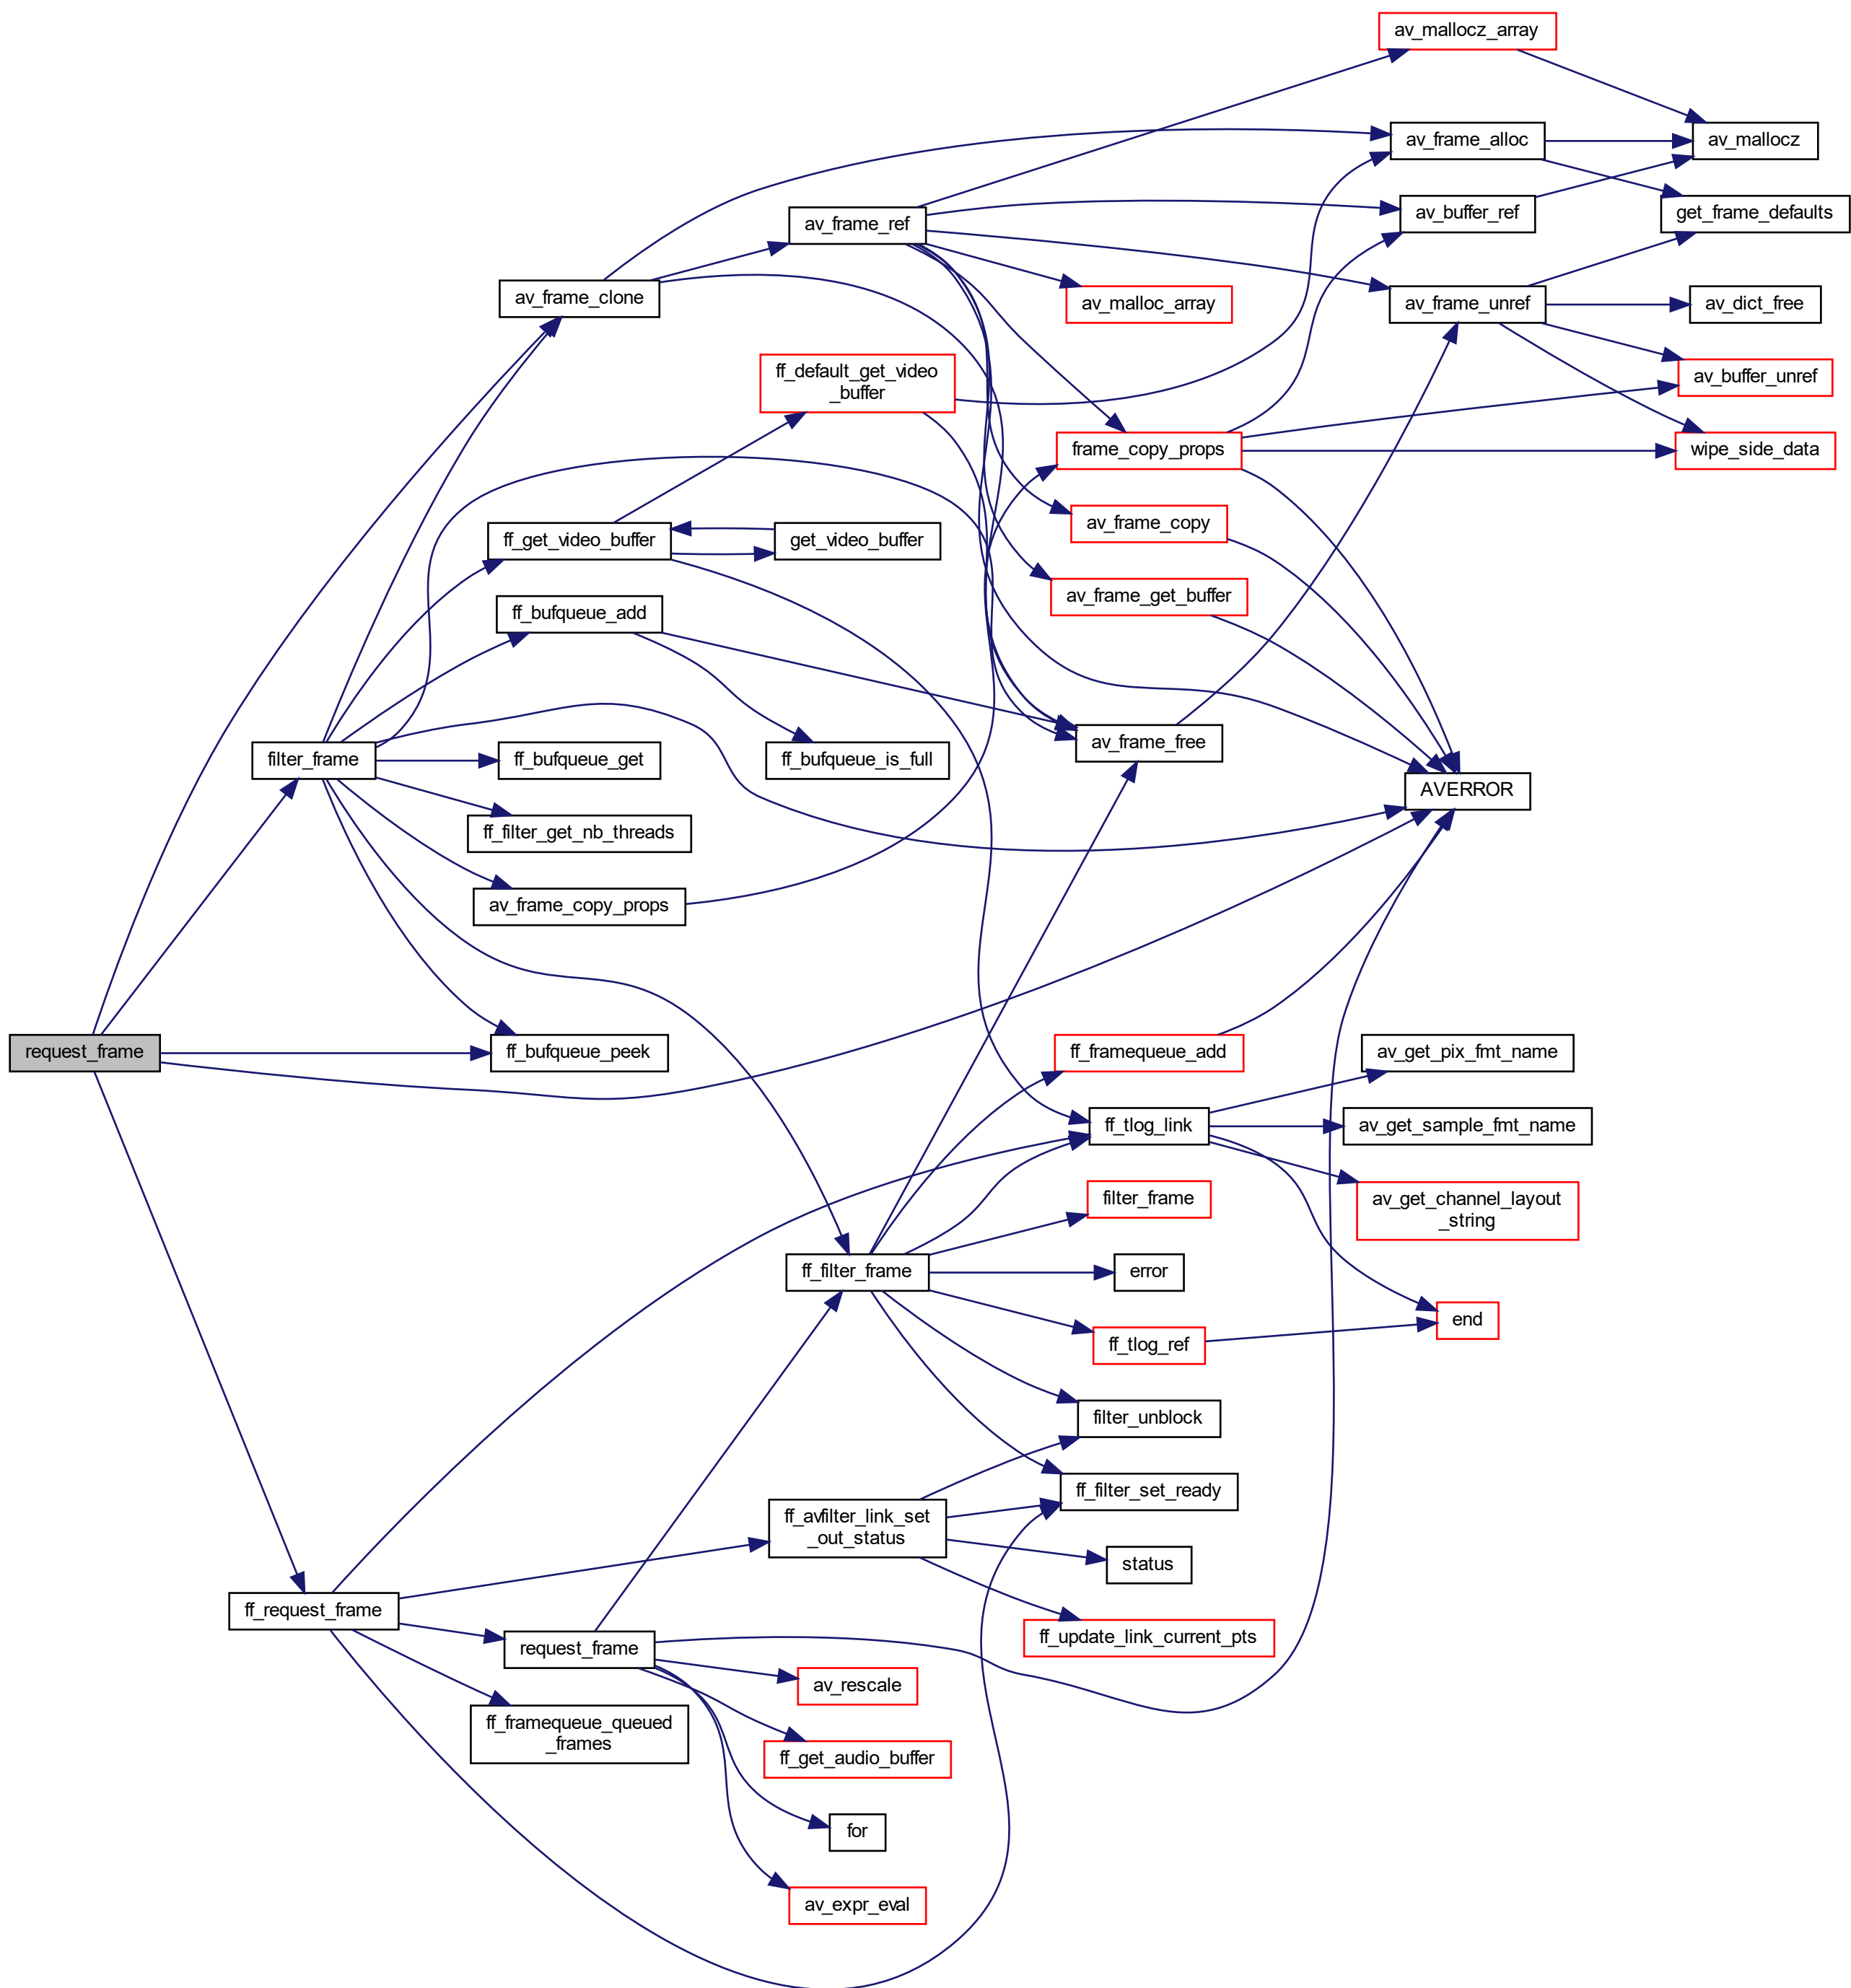 av_mallocz_array
av_frame_alloc
av_mallocz
av_frame_ref
av_buffer_ref
get_frame_defaults
av_frame_clone
av_malloc_array
av_frame_unref
av_dict_free
ff_default_get_video
_buffer
av_buffer_unref
frame_copy_props
wipe_side_data
ff_get_video_buffer
get_video_buffer
av_frame_copy
av_frame_get_buffer
ff_bufqueue_add
filter_frame
ff_bufqueue_get
ff_bufqueue_is_full
av_frame_free
AVERROR
ff_filter_get_nb_threads
av_frame_copy_props
request_frame
ff_bufqueue_peek
ff_framequeue_add
av_get_pix_fmt_name
ff_tlog_link
av_get_sample_fmt_name
filter_frame
av_get_channel_layout
_string
ff_filter_frame
error
end
ff_tlog_ref
filter_unblock
ff_filter_set_ready
ff_avfilter_link_set
_out_status
status
ff_request_frame
request_frame
ff_update_link_current_pts
av_rescale
ff_framequeue_queued
_frames
ff_get_audio_buffer
for
av_expr_eval